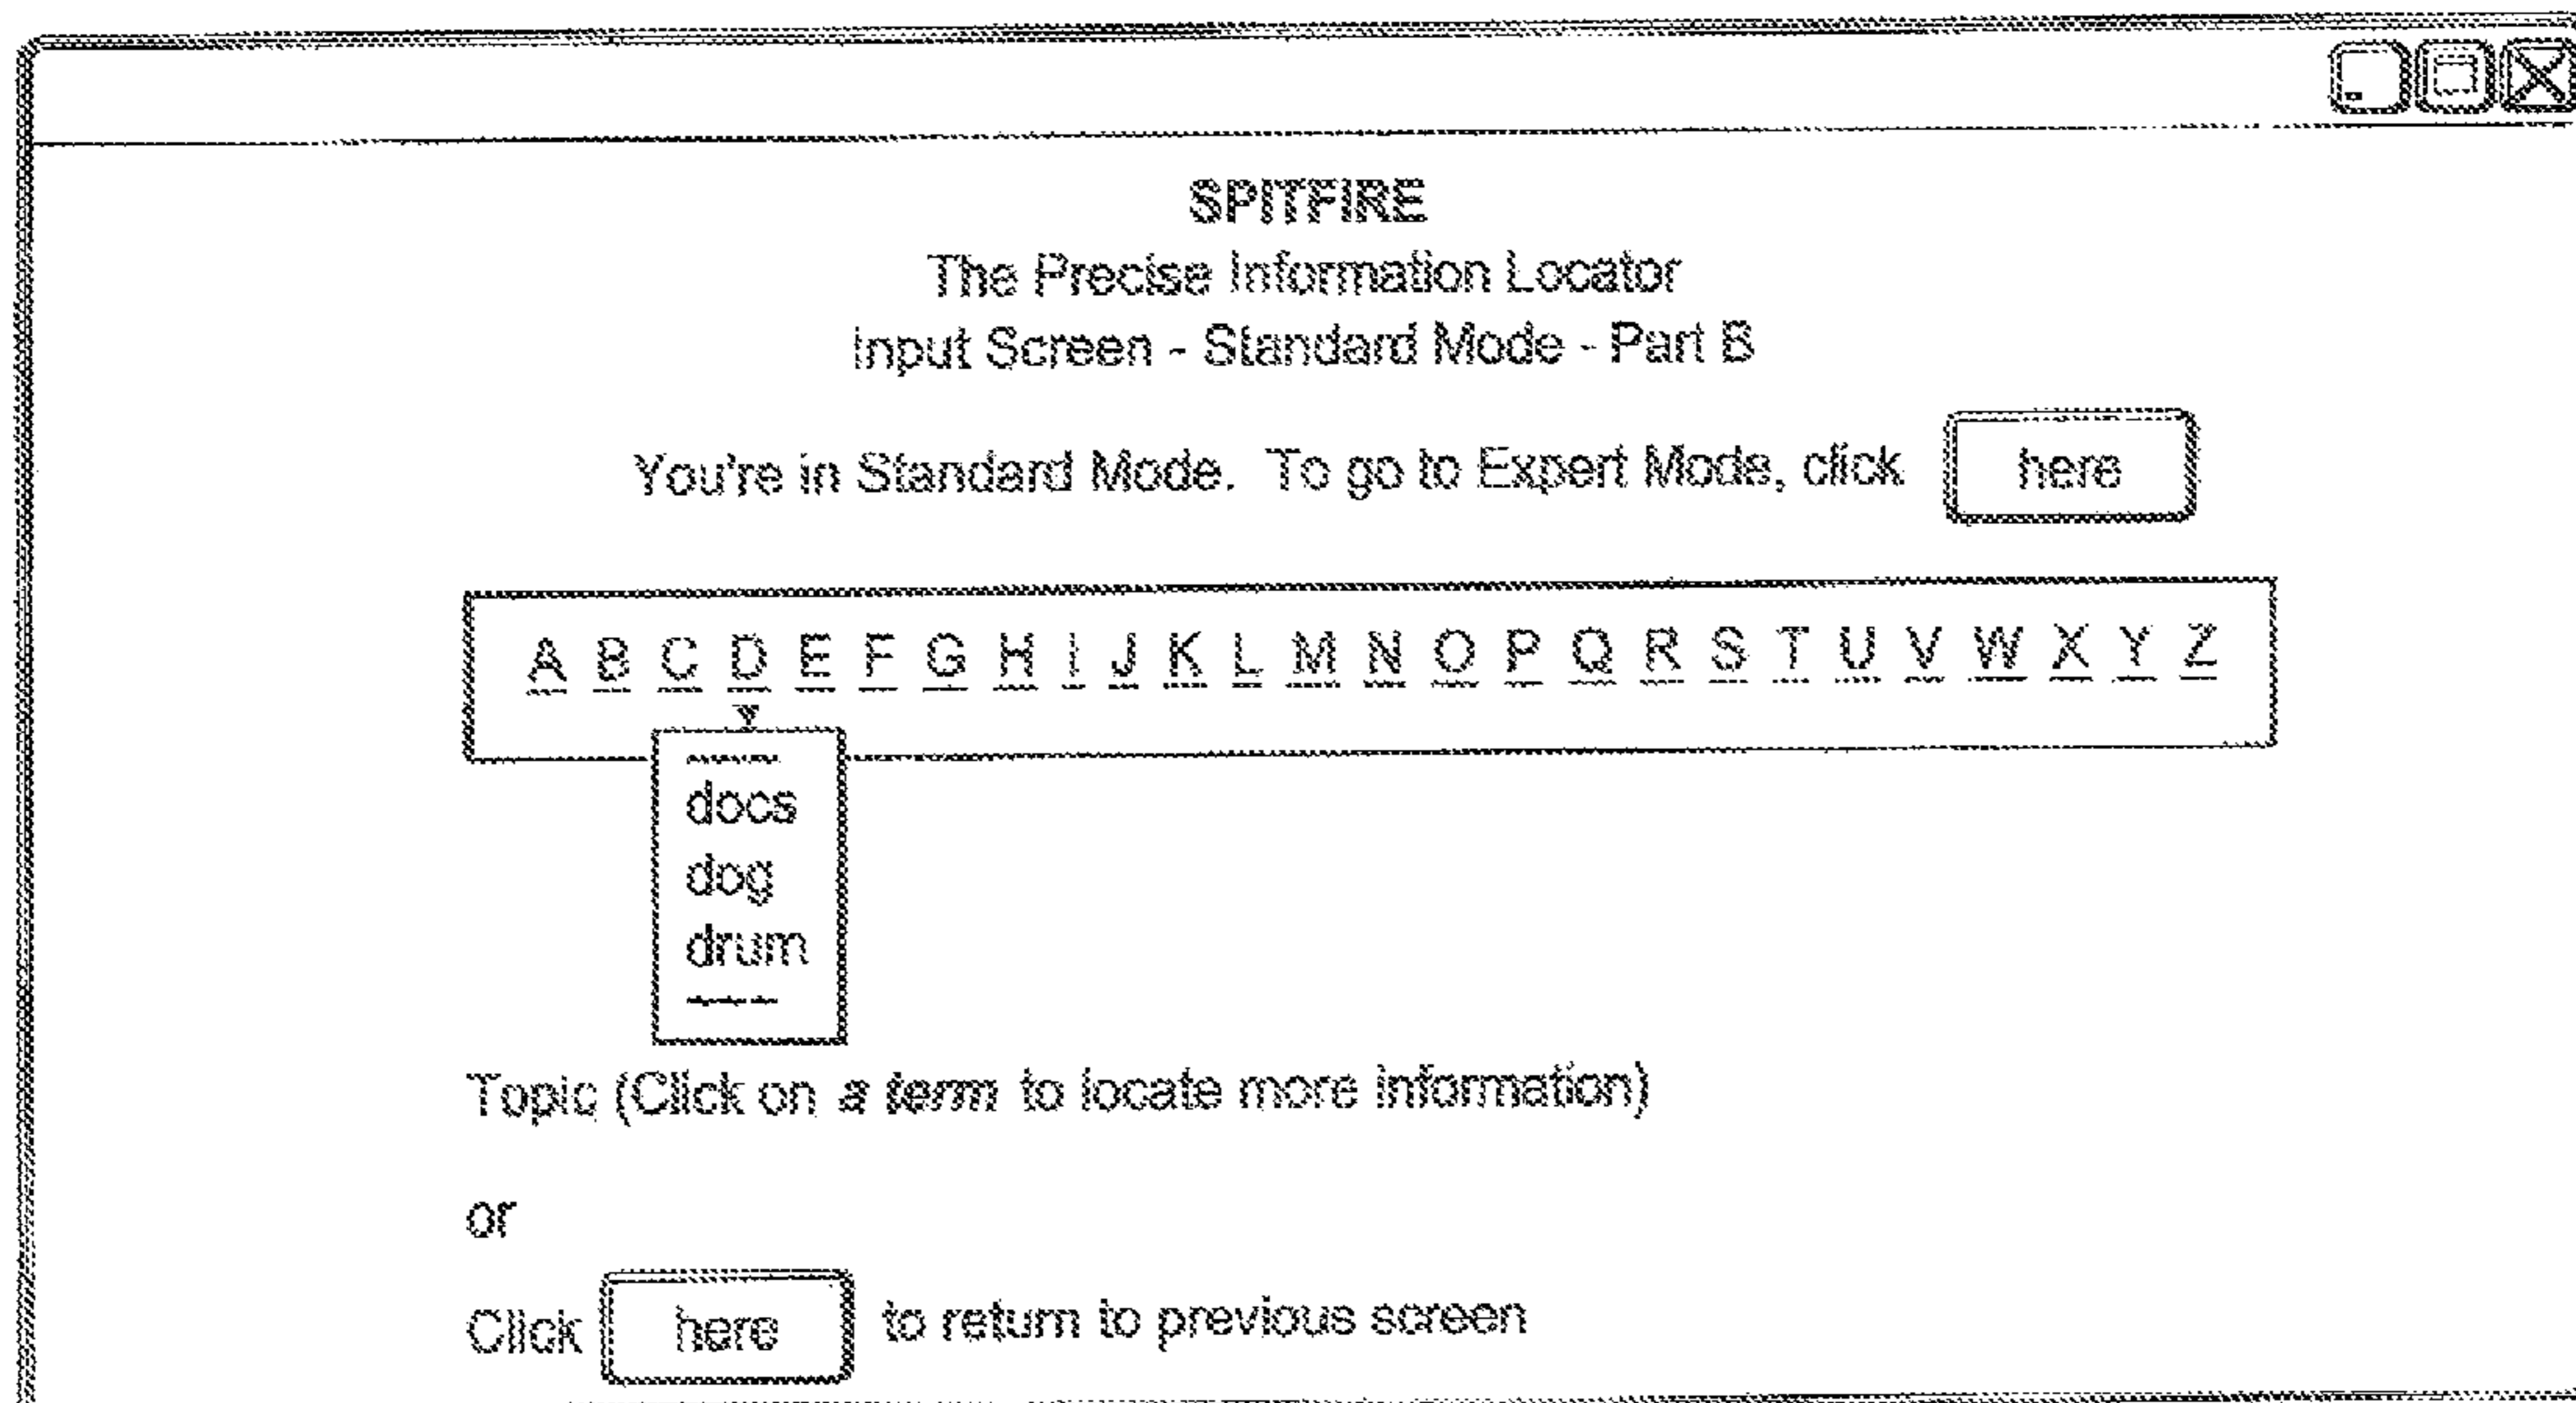 SPITFIRE
The Precise Information Locator
Input Screen - Standard Mode - Part B
You're in Standard Mode. To go to Expert Mode, click here
A B C D E F G H I J K L M N O P Q R S T U V W X Y Z
docs
dog
drum
Topic (Click on a term to locate more information)
or
Click here to return to previous screen